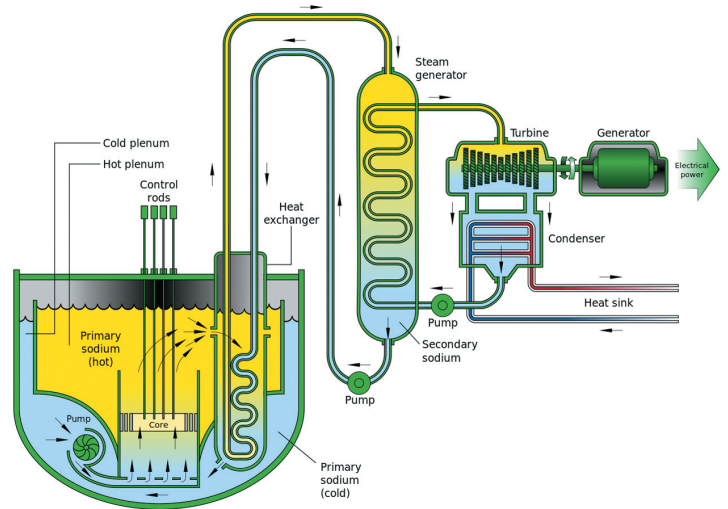 Steam
generator
Cold plenum
Hot plenum
Turbine
Generator
Electrical
power
Control
rods
Heat
exchanger
Condenser
Heat sink
Pump
Primary
sodium
(hot)
Secondary
sodium
Pump
Pump
Core
Primary
sodium
(cold)